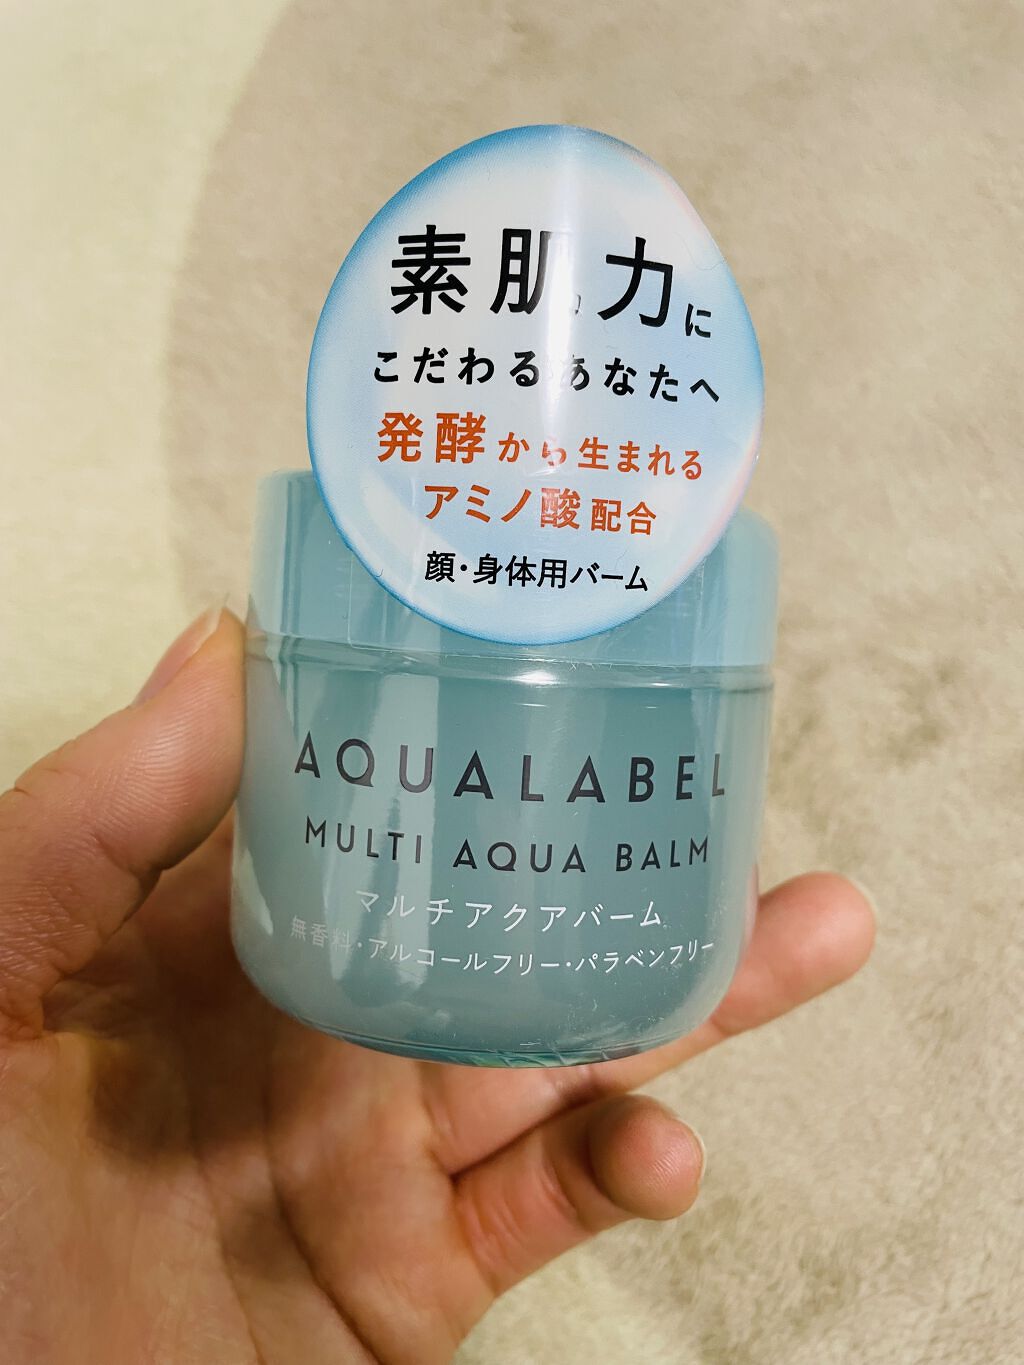 素肌力に
こだわるあなたへ
発酵から生まれる
アミノ酸配合
顔・身体用バーム
AQUALABEL
MULTI AQUA BALM
マルチアクアバーム
無香料・アルコールフリー・パラベンフリー